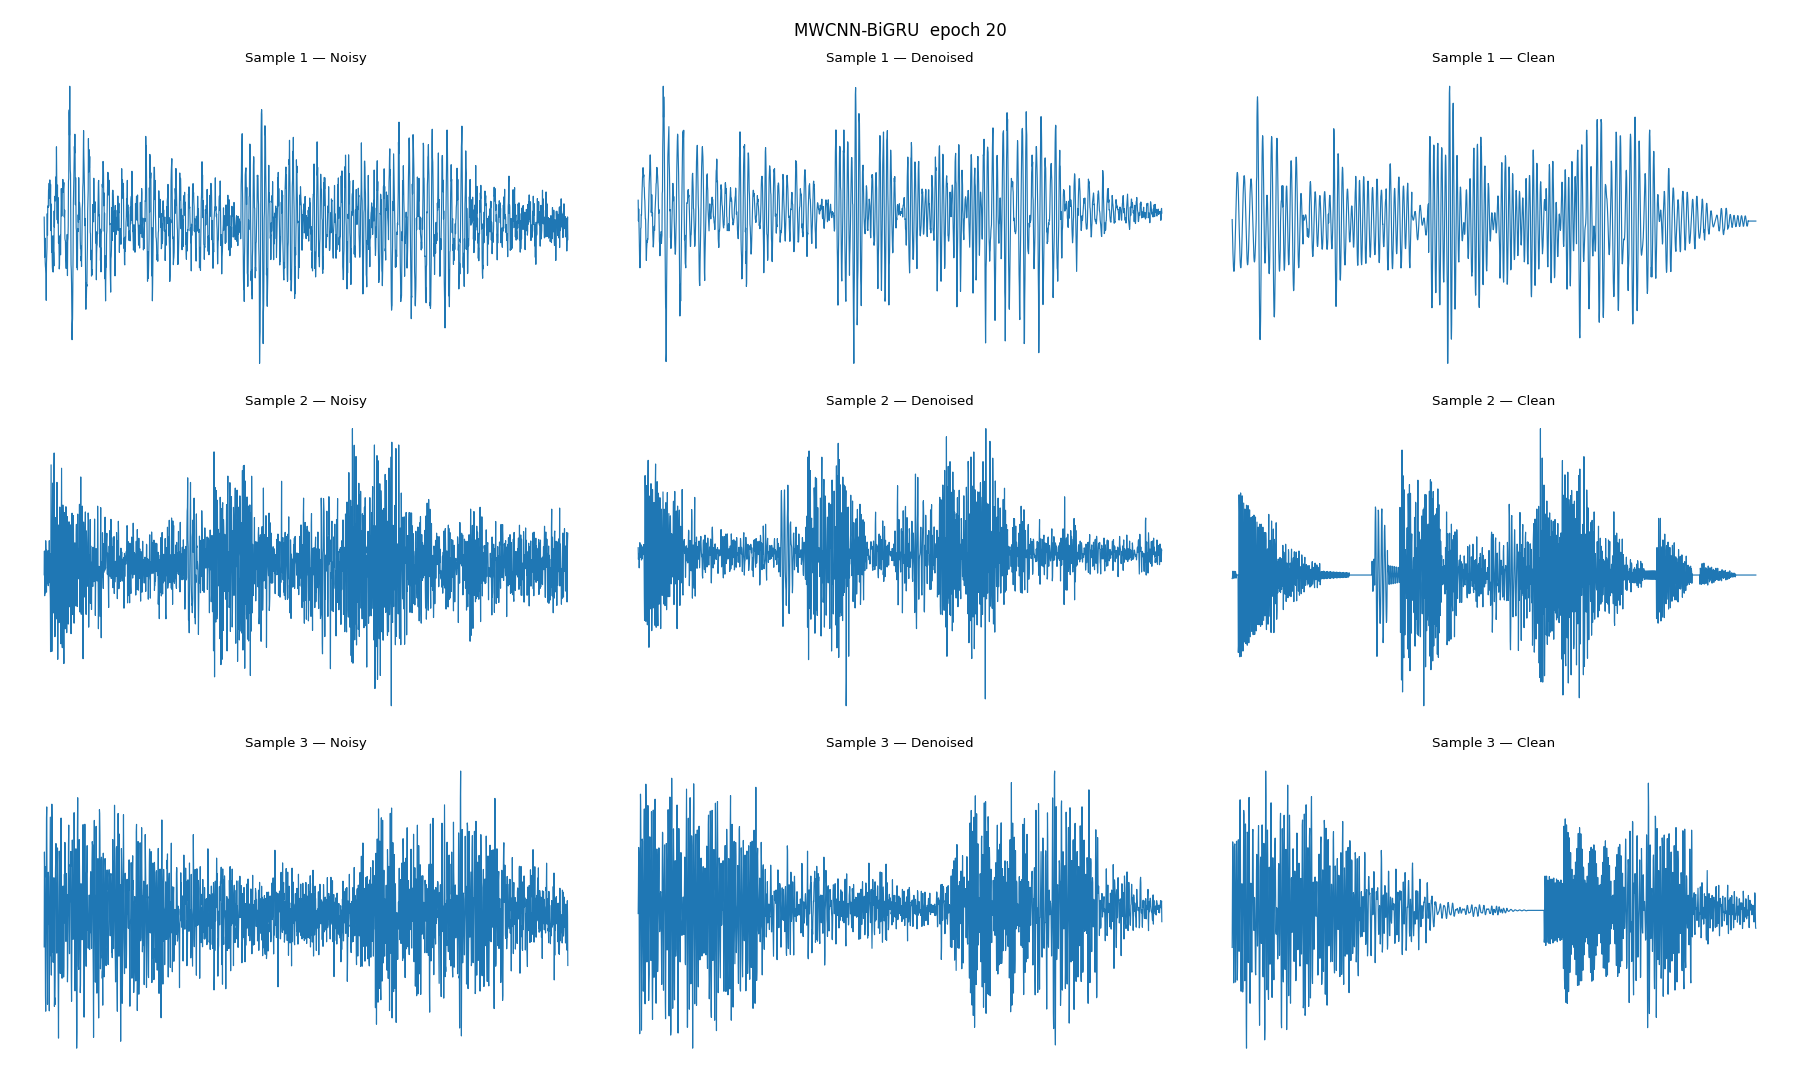 MWCNN-BiGRU  epoch 20
Sample 1 — Noisy
Sample 1 — Denoised
Sample 1 — Clean
Sample 2 — Noisy
Sample 2 — Denoised
Sample 2 — Clean
Sample 3 — Noisy
Sample 3 — Denoised
Sample 3 — Clean